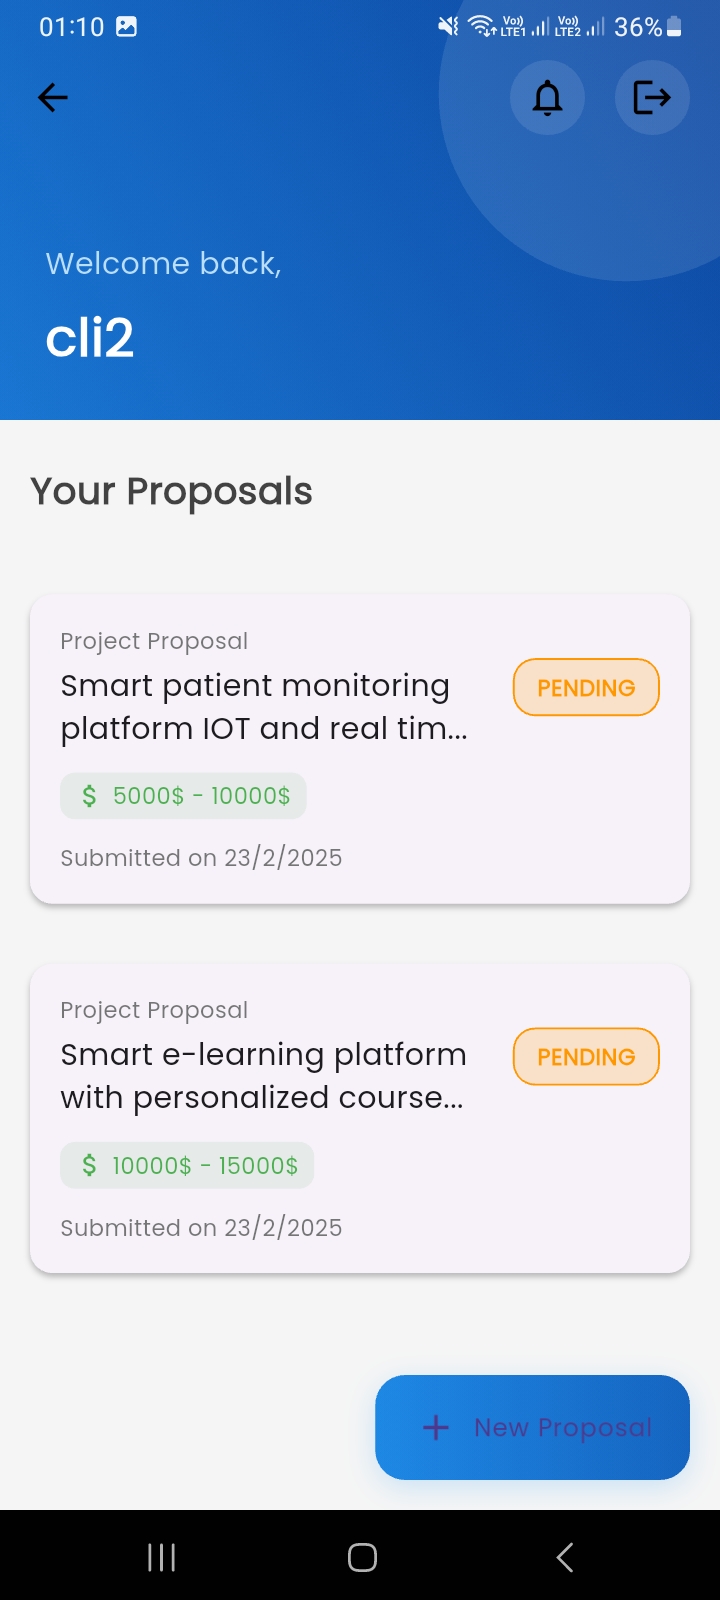 01:10 Vo)) LTE1 Vo)) LTE2 36%
Welcome back,
cli2
Your Proposals
Project Proposal
Smart patient monitoring
platform IOT and real tim...
PENDING
$ 5000$ - 10000$
Submitted on 23/2/2025
Project Proposal
Smart e-learning platform
with personalized course...
PENDING
$ 10000$ - 15000$
Submitted on 23/2/2025
+ New Proposal